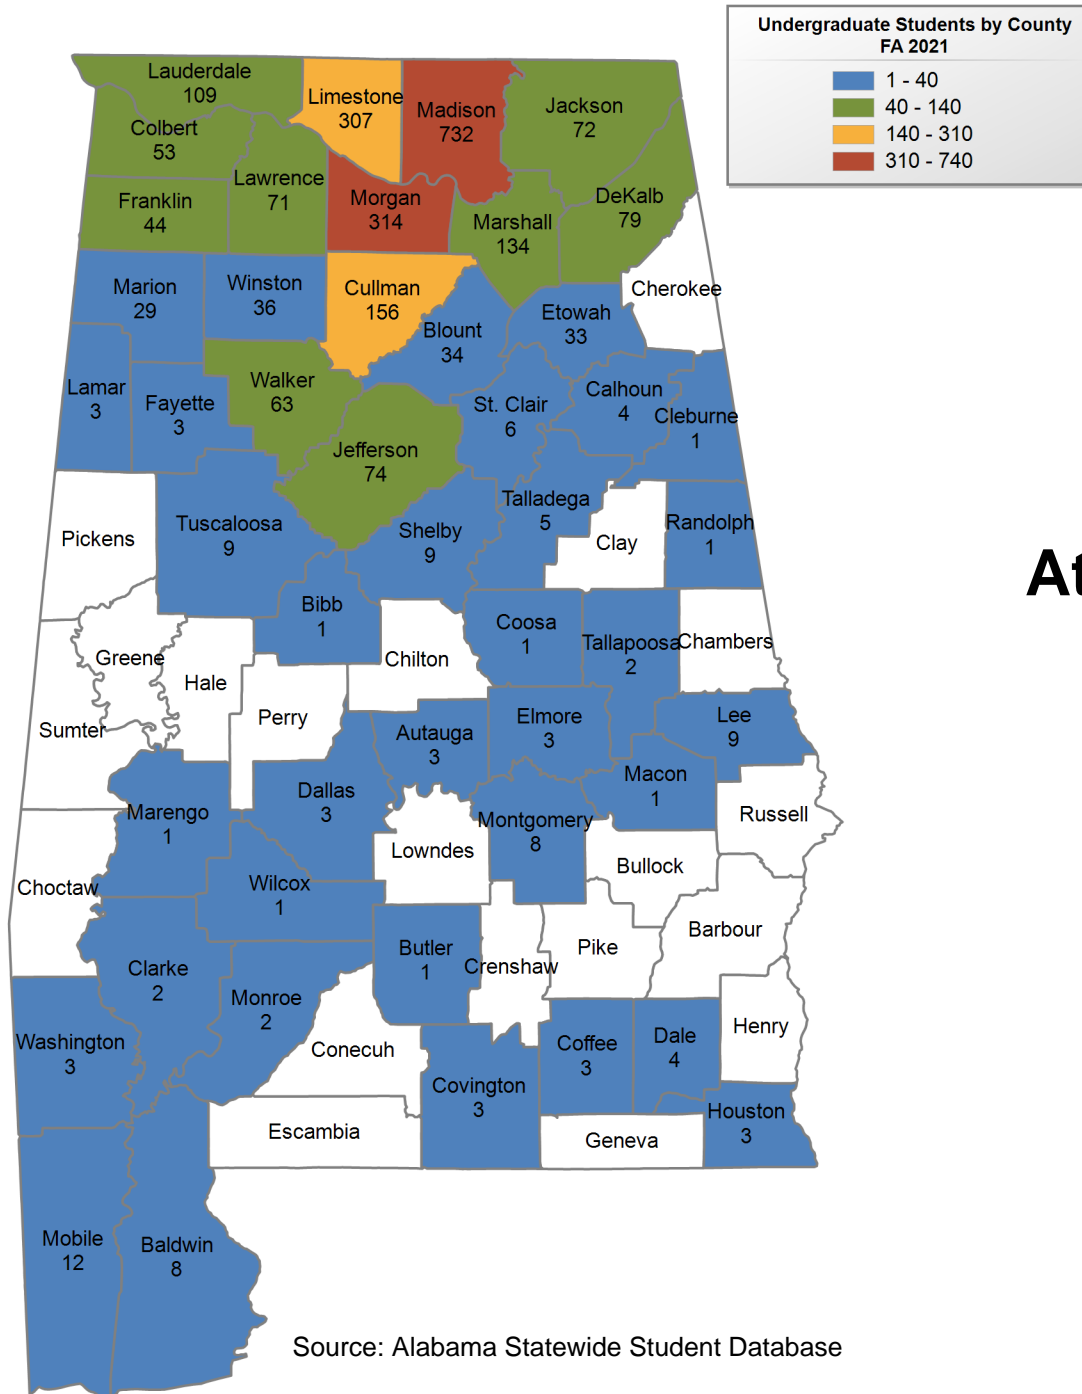 Undergraduate Students by County
FA 2021
1 - 40
40 - 140
140 - 310
310 - 740
Lauderdale
109
Limestone
307
Madison
732
Jackson
72
Colbert
53
Lawrence
71
Franklin
44
Morgan
314
Marshall
134
DeKalb
79
Cherokee
Marion
29
Winston
36
Cullman
156
Blount
34
Etowah
33
Lamar
3
Fayette
3
Walker
63
St. Clair
6
Calhoun
4
Cleburne
1
Jefferson
74
Pickens
Tuscaloosa
9
Shelby
9
Talladega
5
Clay
Randolph
1
At
Bibb
1
Coosa
1
Tallapoosa
2
Chambers
Greene
Hale
Chilton
Perry
Sumter
Autauga
3
Elmore
3
Lee
9
Dallas
3
Macon
1
Russell
Marengo
1
Montgomery
8
Lowndes
Bullock
Choctaw
Wilcox
1
Barbour
Butler
1
Crenshaw
Pike
Clarke
2
Monroe
2
Henry
Washington
3
Conecuh
Coffee
3
Dale
4
Covington
3
Houston
3
Escambia
Geneva
Mobile
12
Baldwin
8
Source: Alabama Statewide Student Database